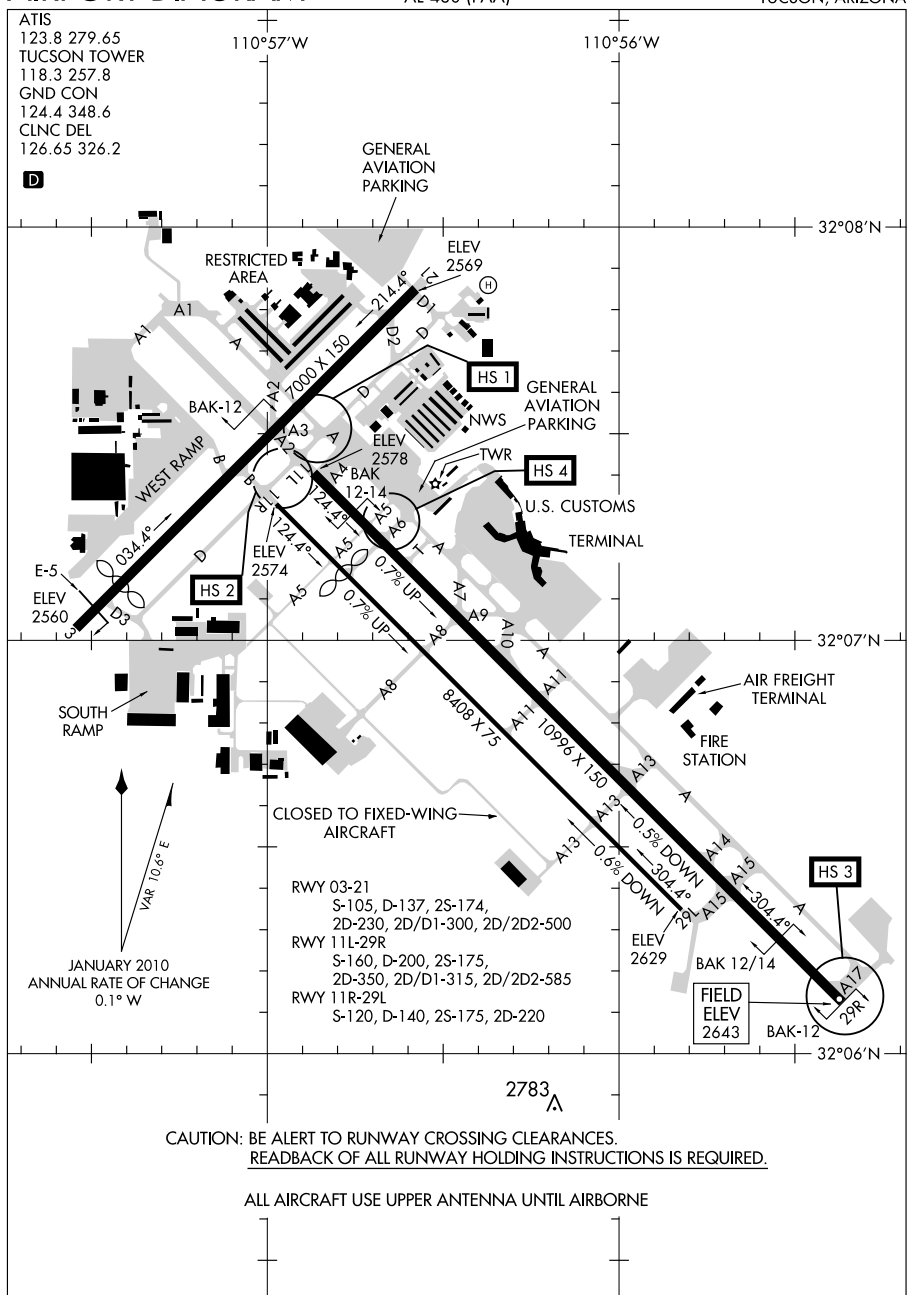 AIRPORT DIAGRAM
AL-430 (FAA)
TUCSON, ARIZONA
ATIS
123.8 279.65
TUCSON TOWER
118.3 257.8
GND CON
124.4 348.6
CLNC DEL
126.65 326.2
D
110°57'W
110°56'W
GENERAL
AVIATION
PARKING
32°08'N
RESTRICTED
AREA
ELEV
2569
21
H
214.4°
D1
D
D2
A1
A1
A
7000 X 150
A2
D
HS 1
BAK-12
GENERAL
AVIATION
PARKING
NWS
A3
A
A2
ELEV
2578
A4
TWR
HS 4
WEST RAMP
B
B
11L
BAK
12-14
11R
124.4°
124.4°
A5
A6
U.S. CUSTOMS
TERMINAL
034.4°
D
ELEV
2574
A5
T
A
A5
0.7% UP
0.7% UP
HS 2
E-5
ELEV
2560
D3
3
A7
A9
A8
A10
A
32°07'N
A8
A11
A11
8408 X 75
10996 X 150
SOUTH
RAMP
AIR FREIGHT
TERMINAL
FIRE
STATION
A13
A
CLOSED TO FIXED-WING
AIRCRAFT
A13
A13
0.5% DOWN
0.6% DOWN
A14
A15
A15
304.4°
304.4°
A
29L
HS 3
VAR 10.6° E
JANUARY 2010
ANNUAL RATE OF CHANGE
0.1° W
RWY 03-21
S-105, D-137, 2S-174,
2D-230, 2D/D1-300, 2D/2D2-500
RWY 11L-29R
S-160, D-200, 2S-175,
2D-350, 2D/D1-315, 2D/2D2-585
RWY 11R-29L
S-120, D-140, 2S-175, 2D-220
ELEV
2629
BAK 12/14
A17
FIELD
ELEV
2643
BAK-12
29R
32°06'N
2783
CAUTION: BE ALERT TO RUNWAY CROSSING CLEARANCES.
READBACK OF ALL RUNWAY HOLDING INSTRUCTIONS IS REQUIRED.
ALL AIRCRAFT USE UPPER ANTENNA UNTIL AIRBORNE